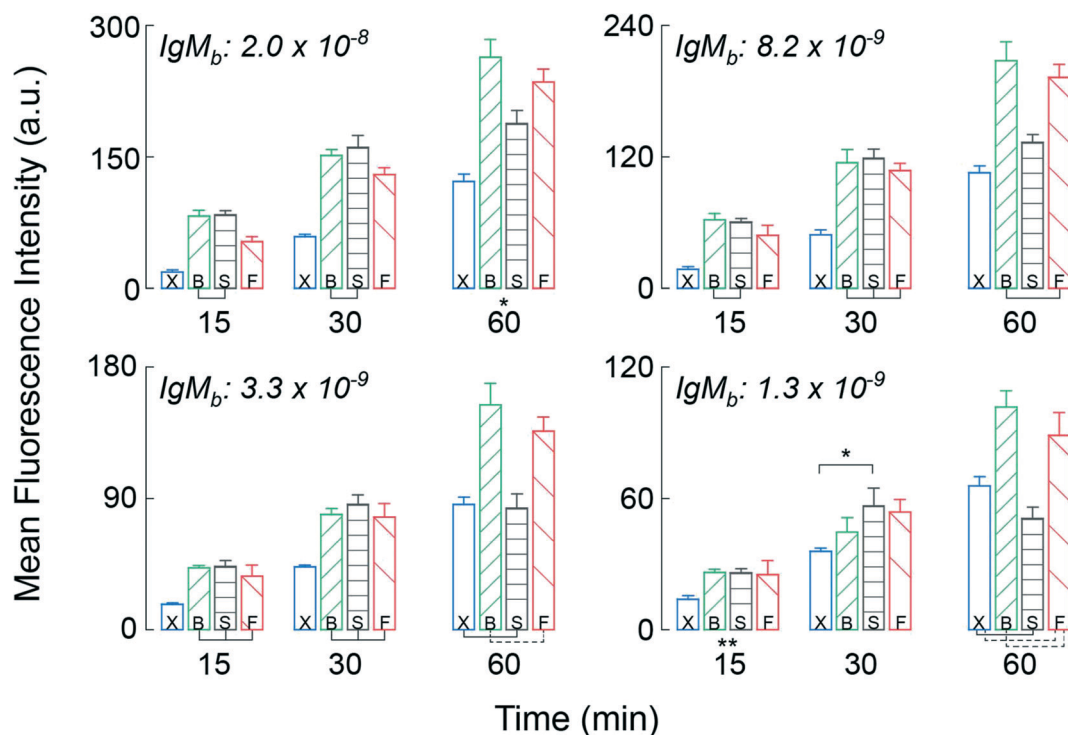 Mean Fluorescence Intensity (a.u.)
300
150
0
IgMb: 2.0 x 10-8
X B S F
X B S F
X B S F
*
15 30 60
240
120
0
IgMb: 8.2 x 10-9
X B S F
X B S F
X B S F
15 30 60
180
90
0
IgMb: 3.3 x 10-9
X B S F
X B S F
X B S F
15 30 60
120
60
0
IgMb: 1.3 x 10-9
*
X B S F
X B S F
X B S F
**
15 30 60
Time (min)